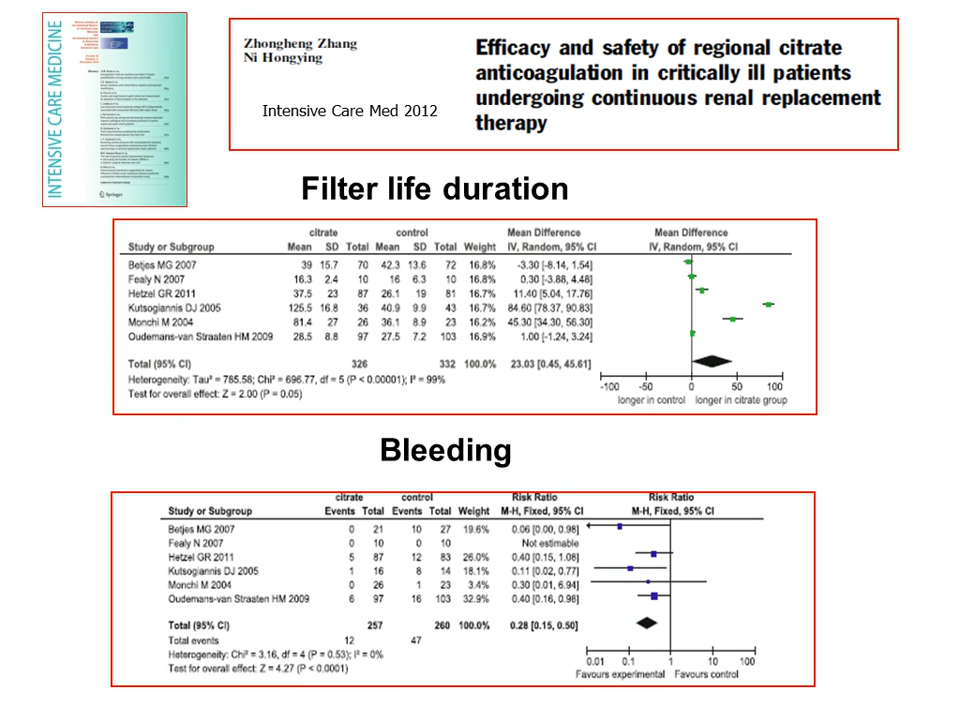 INTENSIVE CARE MEDICINE
Springer
Zhongheng Zhang
Ni Hongying
Intensive Care Med 2012
Efficacy and safety of regional citrate
anticoagulation in critically ill patients
undergoing continuous renal replacement
therapy
Filter life duration
citrate control Mean Difference Mean Difference
Study or Subgroup Mean SD Total Mean SD Total Weight IV, Random, 95% CI IV, Random, 95% CI
Betjes MG 2007 39 15.7 70 42.3 13.6 72 16.8% -3.30 [-8.14, 1.54]
Fealy N 2007 16.3 2.4 10 16 6.3 10 16.8% 0.30 [-3.88, 4.48]
Hetzel GR 2011 37.5 23 87 26.1 19 81 16.7% 11.40 [5.04, 17.76]
Kutsogiannis DJ 2005 125.5 16.8 36 40.9 9.9 43 16.7% 84.60 [78.37, 90.83]
Monchi M 2004 81.4 27 26 36.1 8.9 23 16.2% 45.30 [34.30, 56.30]
Oudemans-van Straaten HM 2009 28.5 8.8 97 27.5 7.2 103 16.9% 1.00 [-1.24, 3.24]
Total (95% CI) 326 332 100.0% 23.03 [0.45, 45.61]
Heterogeneity: Tau² = 785.58; Chi² = 696.77, df = 5 (P < 0.00001); I² = 99%
Test for overall effect: Z = 2.00 (P = 0.05)
-100 -50 0 50 100
longer in control longer in citrate group
Bleeding
citrate control Risk Ratio Risk Ratio
Study or Subgroup Events Total Events Total Weight M-H, Fixed, 95% CI M-H, Fixed, 95% CI
Betjes MG 2007 0 21 10 27 19.6% 0.06 [0.00, 0.98]
Fealy N 2007 0 10 0 10 Not estimable
Hetzel GR 2011 5 87 12 83 26.0% 0.40 [0.15, 1.08]
Kutsogiannis DJ 2005 1 16 8 14 18.1% 0.11 [0.02, 0.77]
Monchi M 2004 0 26 1 23 3.4% 0.30 [0.01, 6.94]
Oudemans-van Straaten HM 2009 6 97 16 103 32.9% 0.40 [0.16, 0.98]
Total (95% CI) 257 260 100.0% 0.28 [0.15, 0.50]
Total events 12 47
Heterogeneity: Chi² = 3.16, df = 4 (P = 0.53); I² = 0%
Test for overall effect: Z = 4.27 (P < 0.0001)
0.01 0.1 1 10 100
Favours experimental Favours control